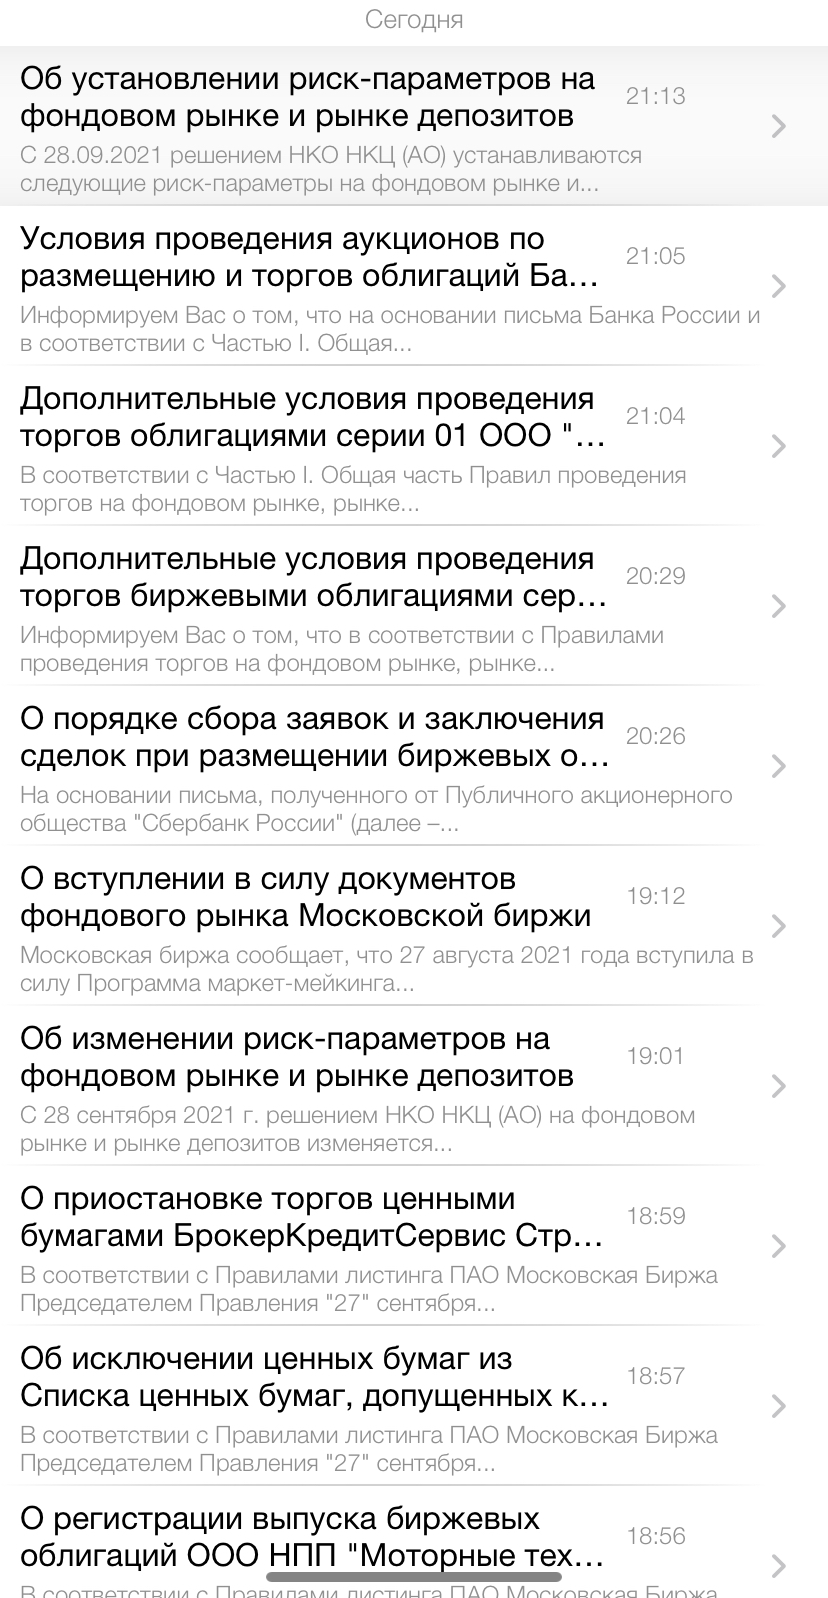 Сегодня
Об установлении риск-параметров на
фондовом рынке и рынке депозитов
21:13
С 28.09.2021 решением НКО НКЦ (АО) устанавливаются
следующие риск-параметры на фондовом рынке и...
Условия проведения аукционов по
размещению и торгов облигаций Ба...
21:05
Информируем Вас о том, что на основании письма Банка России и
в соответствии с Частью I. Общая...
Дополнительные условия проведения
торгов облигациями серии 01 ООО "...
21:04
В соответствии с Частью I. Общая часть Правил проведения
торгов на фондовом рынке, рынке...
Дополнительные условия проведения
торгов биржевыми облигациями сер...
20:29
Информируем Вас о том, что в соответствии с Правилами
проведения торгов на фондовом рынке, рынке...
О порядке сбора заявок и заключения
сделок при размещении биржевых о...
20:26
На основании письма, полученного от Публичного акционерного
общества "Сбербанк России" (далее –...
О вступлении в силу документов
фондового рынка Московской биржи
19:12
Московская биржа сообщает, что 27 августа 2021 года вступила в
силу Программа маркет-мейкинга...
Об изменении риск-параметров на
фондовом рынке и рынке депозитов
19:01
С 28 сентября 2021 г. решением НКО НКЦ (АО) на фондовом
рынке и рынке депозитов изменяется...
О приостановке торгов ценными
бумагами БрокерКредитСервис Стр...
18:59
В соответствии с Правилами листинга ПАО Московская Биржа
Председателем Правления "27" сентября...
Об исключении ценных бумаг из
Списка ценных бумаг, допущенных к...
18:57
В соответствии с Правилами листинга ПАО Московская Биржа
Председателем Правления "27" сентября...
О регистрации выпуска биржевых
облигаций ООО НПП "Моторные тех...
18:56
В соответствии с Правилами листинга ПАО Московская Биржа